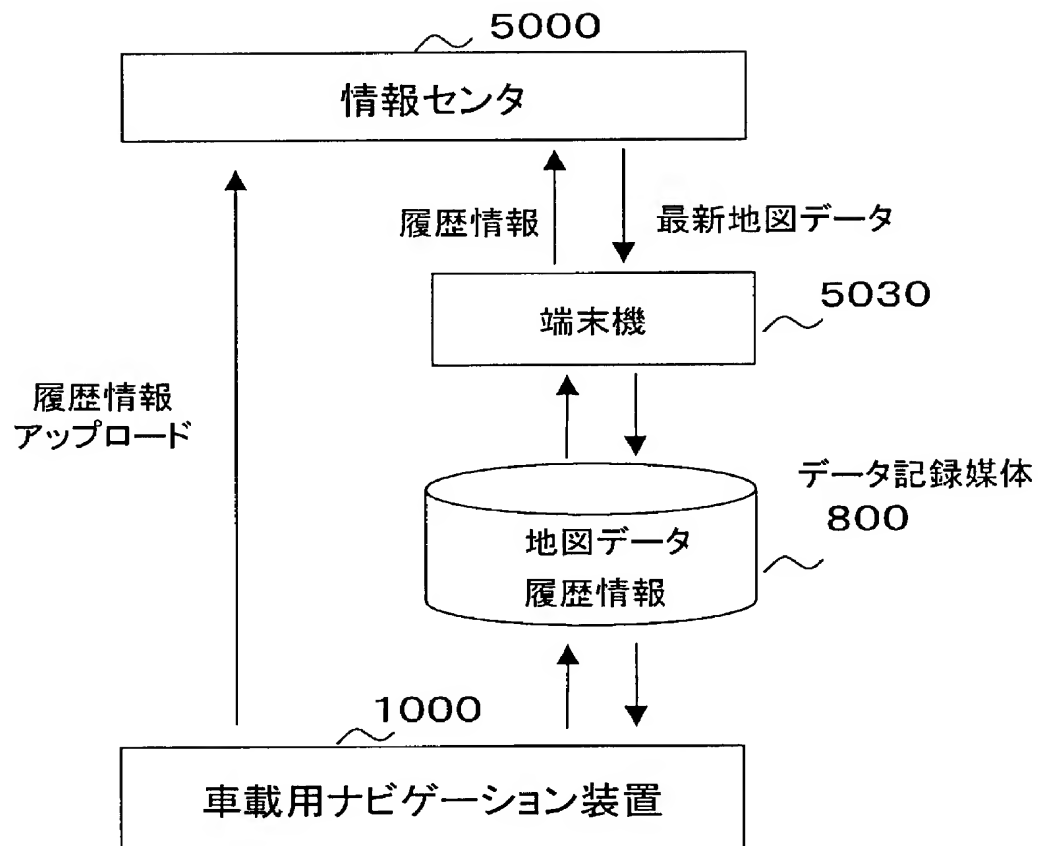 5000
情報センタ
履歴情報
最新地図データ
5030
端末機
履歴情報
アップロード
データ記録媒体
800
地図データ
履歴情報
1000
車載用ナビゲーション装置